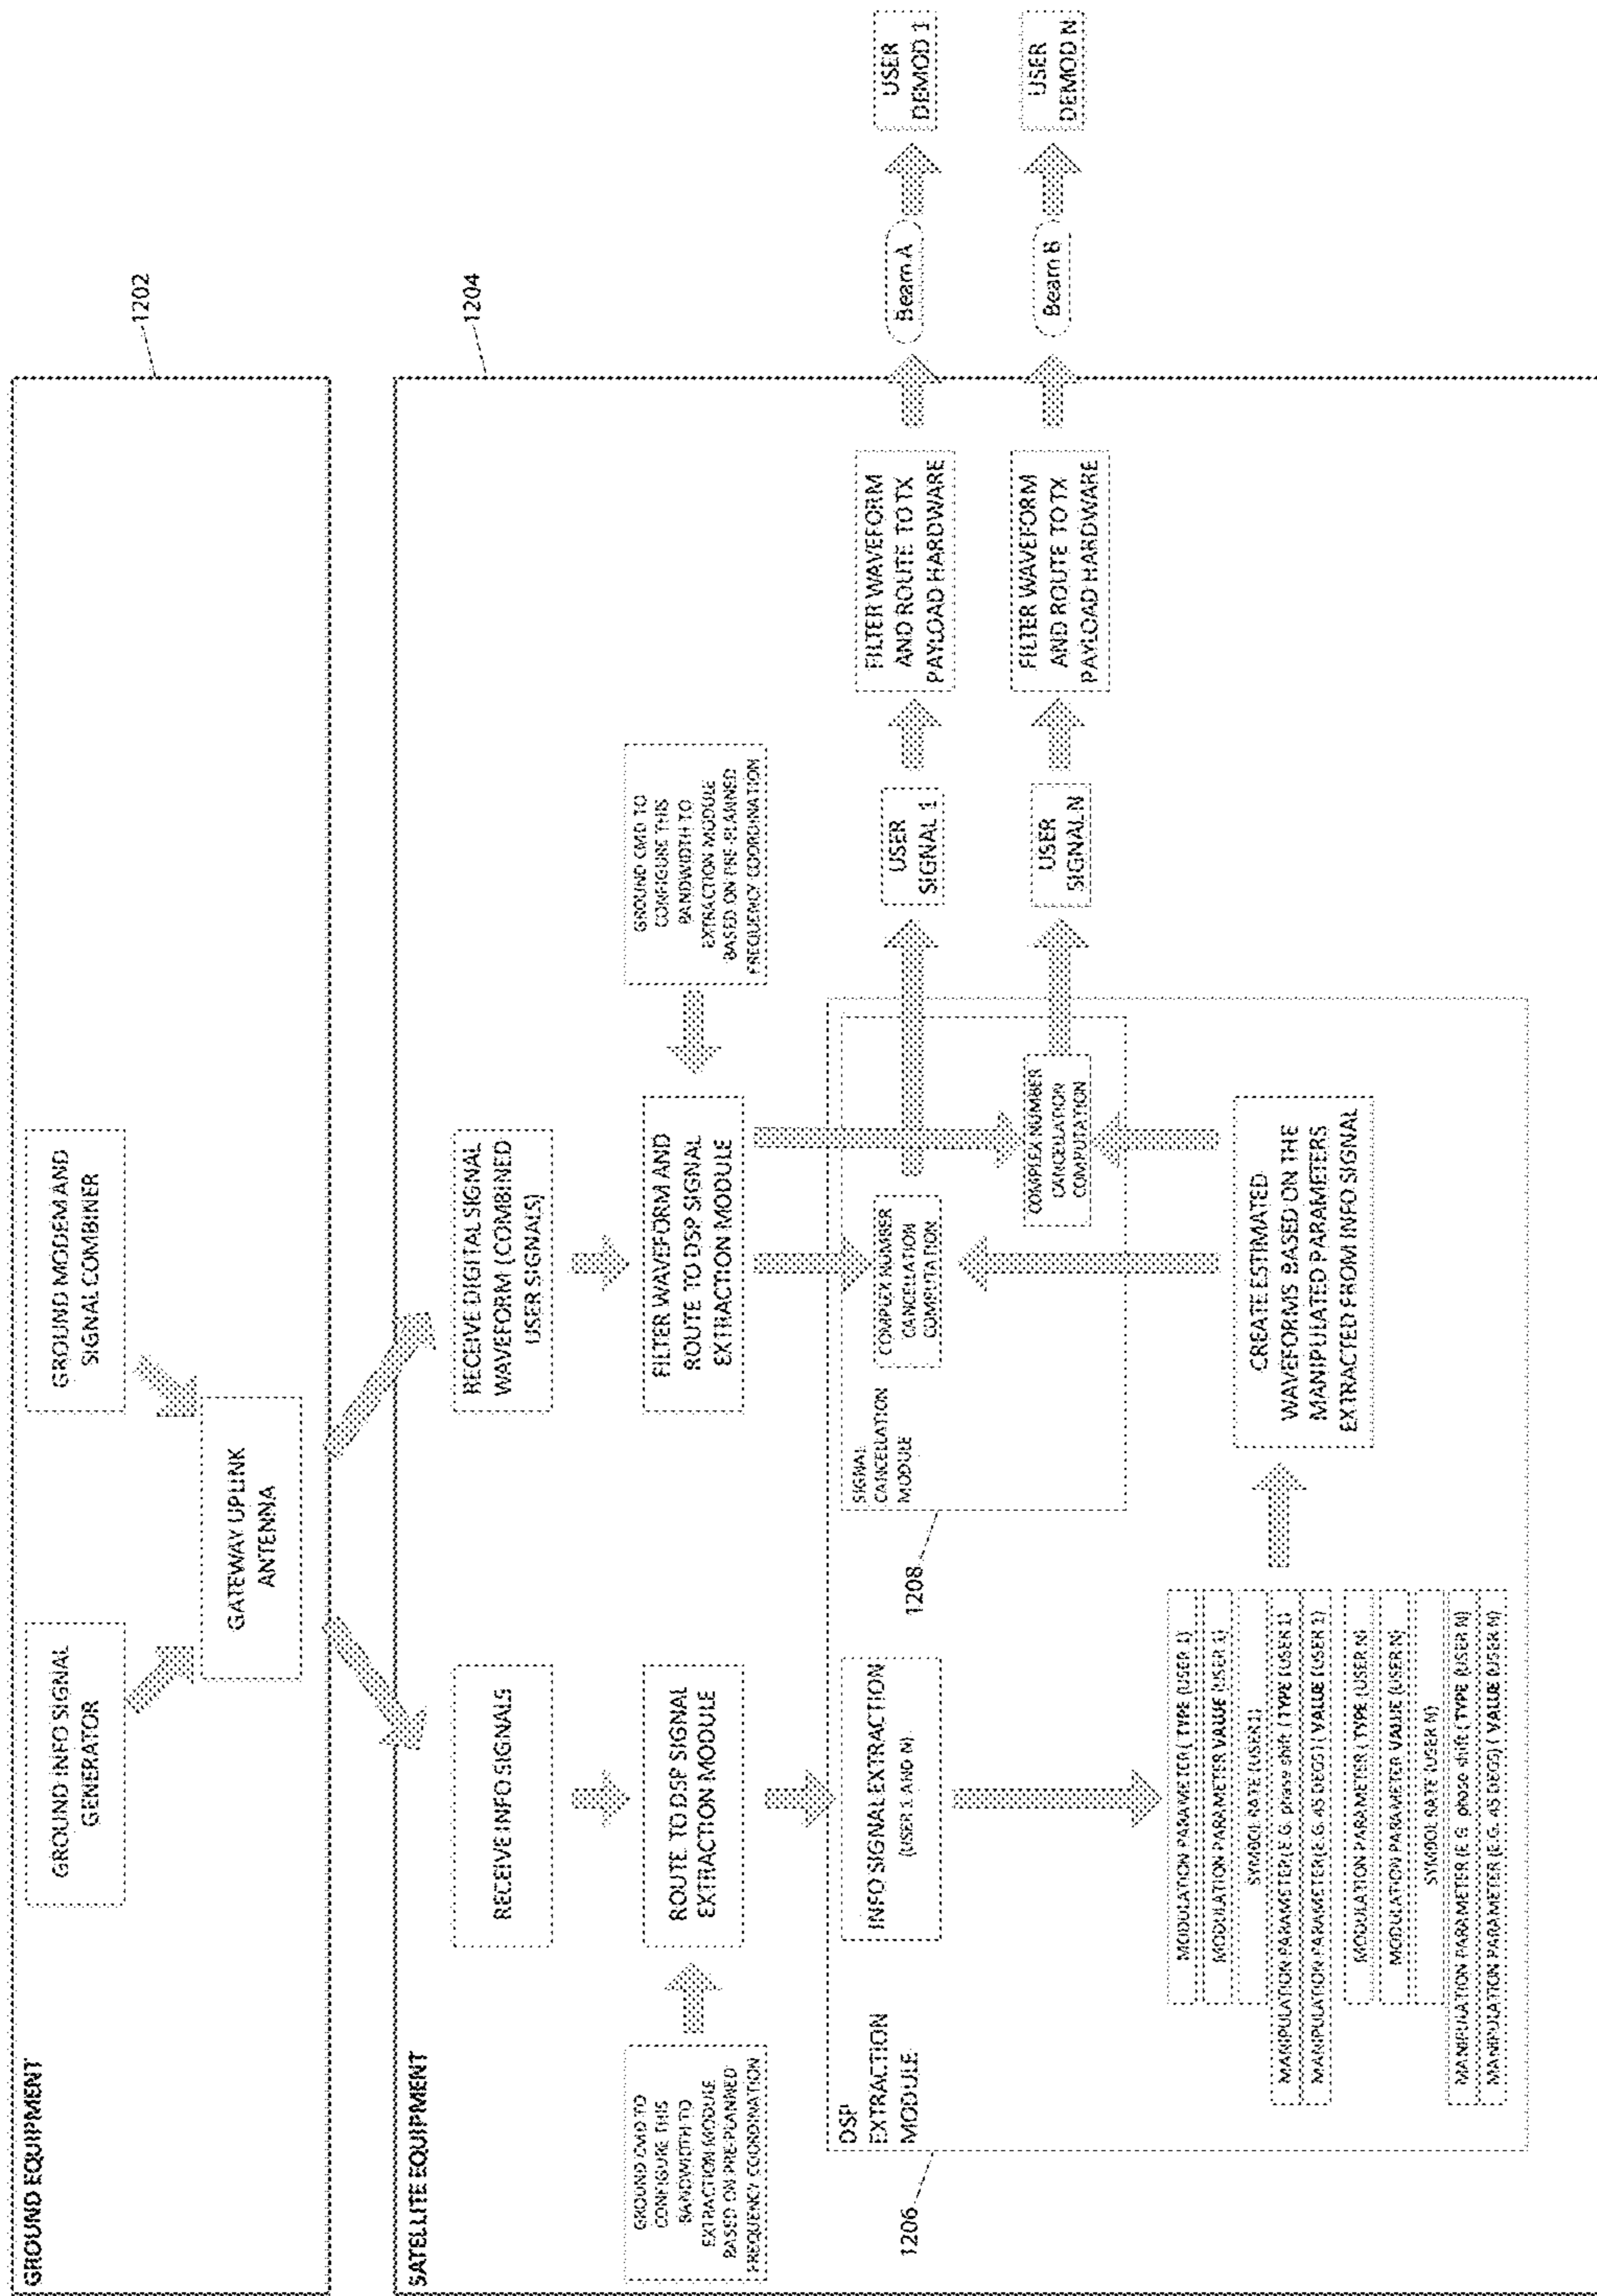 GROUND EQUIPMENT
1202
GROUND INFO SIGNAL
GENERATOR
GROUND MODEM AND
SIGNAL COMBINER
GATEWAY UPLINK
ANTENNA
SATELLITE EQUIPMENT
1204
RECEIVE INFO SIGNALS
RECEIVE DIGITAL SIGNAL
WAVEFORM (COMBINED
USER SIGNALS)
GROUND CMD TO
CONFIGURE THIS
BANDWIDTH TO
EXTRACTION MODULE
BASED ON PRE-PLANNED
FREQUENCY COORDINATION
ROUTE TO DSP SIGNAL
EXTRACTION MODULE
FILTER WAVEFORM AND
ROUTE TO DSP SIGNAL
EXTRACTION MODULE
GROUND CMD TO
CONFIGURE THIS
BANDWIDTH TO
EXTRACTION MODULE
BASED ON PRE-PLANNED
FREQUENCY COORDINATION
1206
DSP
EXTRACTION
MODULE
INFO SIGNAL EXTRACTION
(USER 1 AND N)
1208
SIGNAL
CANCELLATION
MODULE
COMPLEX NUMBER
CANCELLATION
COMPUTATION
COMPLEX NUMBER
CANCELLATION
COMPUTATION
USER
SIGNAL 1
FILTER WAVEFORM
AND ROUTE TO TX
PAYLOAD HARDWARE
Beam A
USER
DEMOD 1
USER
SIGNAL N
FILTER WAVEFORM
AND ROUTE TO TX
PAYLOAD HARDWARE
Beam B
USER
DEMOD N
MODULATION PARAMETER ( TYPE (USER 1)
MODULATION PARAMETER VALUE (USER 1)
SYMBOL RATE (USER 1)
MANIPULATION PARAMETER (E.G. phase shift ( TYPE (USER 1)
MANIPULATION PARAMETER (E.G. 45 DEG) ( VALUE (USER 1)
MODULATION PARAMETER ( TYPE (USER N)
MODULATION PARAMETER VALUE (USER N)
SYMBOL RATE (USER N)
MANIPULATION PARAMETER (E.G. phase shift ( TYPE (USER N)
MANIPULATION PARAMETER (E.G. 45 DEG) ( VALUE (USER N)
CREATE ESTIMATED
WAVEFORMS BASED ON THE
MANIPULATED PARAMETERS
EXTRACTED FROM INFO SIGNAL